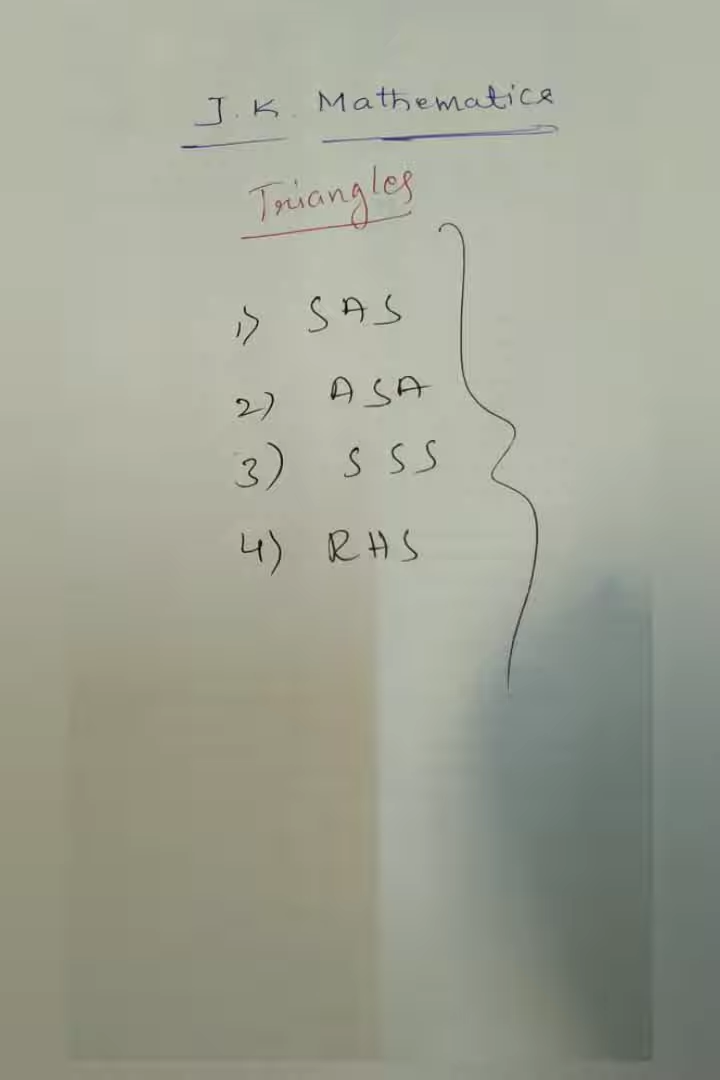 J.K. Mathematics
Triangles
1) SAS
2) ASA
3) SSS
4) RHS